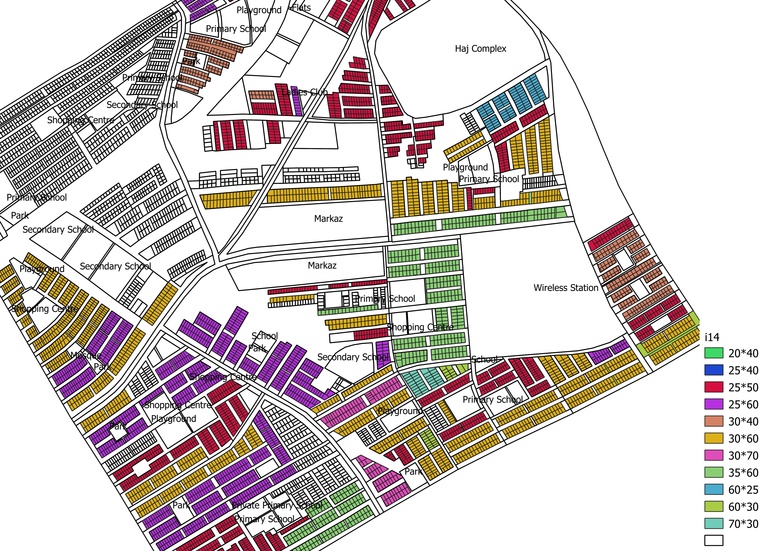 Playground
Flats
Primary School
Haj Complex
Park
Primary School
Ladies Club
Secondary School
Shopping Centre
Playground
Primary School
Primary School
Park
Markaz
Secondary School
Secondary School
Markaz
Playground
Wireless Station
Primary School
Shopping Centre
Shopping Centre
School
Park
Mosque
Secondary School
School
Park
Shopping Centre
Primary School
Shopping Centre
Playground
Playground
Park
Park
Park
Private Primary School
Primary School
i14
20*40
25*40
25*50
25*60
30*40
30*60
30*70
35*60
60*25
60*30
70*30